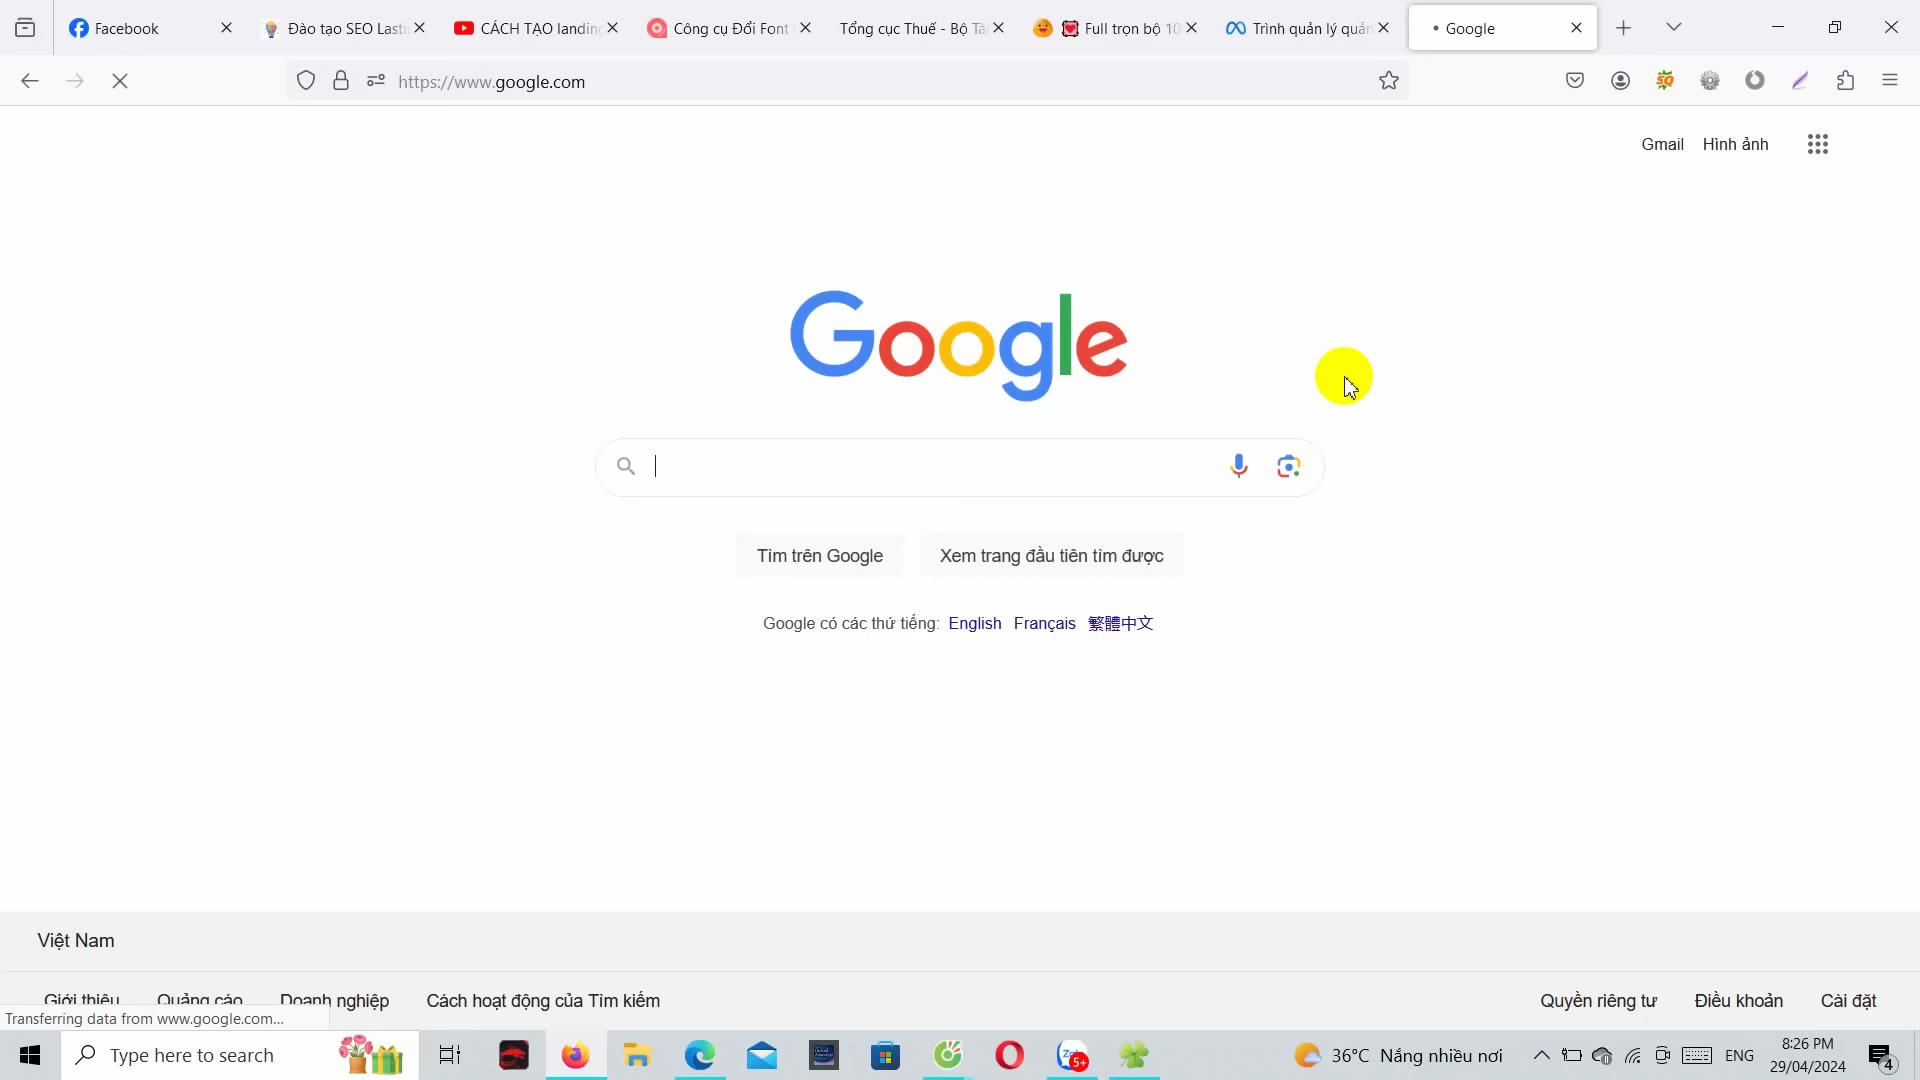 Facebook
Đào tạo SEO Lasti
CÁCH TẠO landing
Công cụ Đổi Font
Tổng cục Thuế - Bộ Tà
Full trọn bộ 10
Trình quản lý quản
Google
https://www.google.com
Gmail Hình ảnh
Google
Tìm trên Google
Xem trang đầu tiên tìm được
Google có các thứ tiếng: English Français 繁體中文
Việt Nam
Giới thiệu Quảng cáo Doanh nghiệp Cách hoạt động của Tìm kiếm
Quyền riêng tư Điều khoản Cài đặt
Transferring data from www.google.com...
Type here to search
5+
36°C Nắng nhiều nơi
ENG
8:26 PM
29/04/2024
4